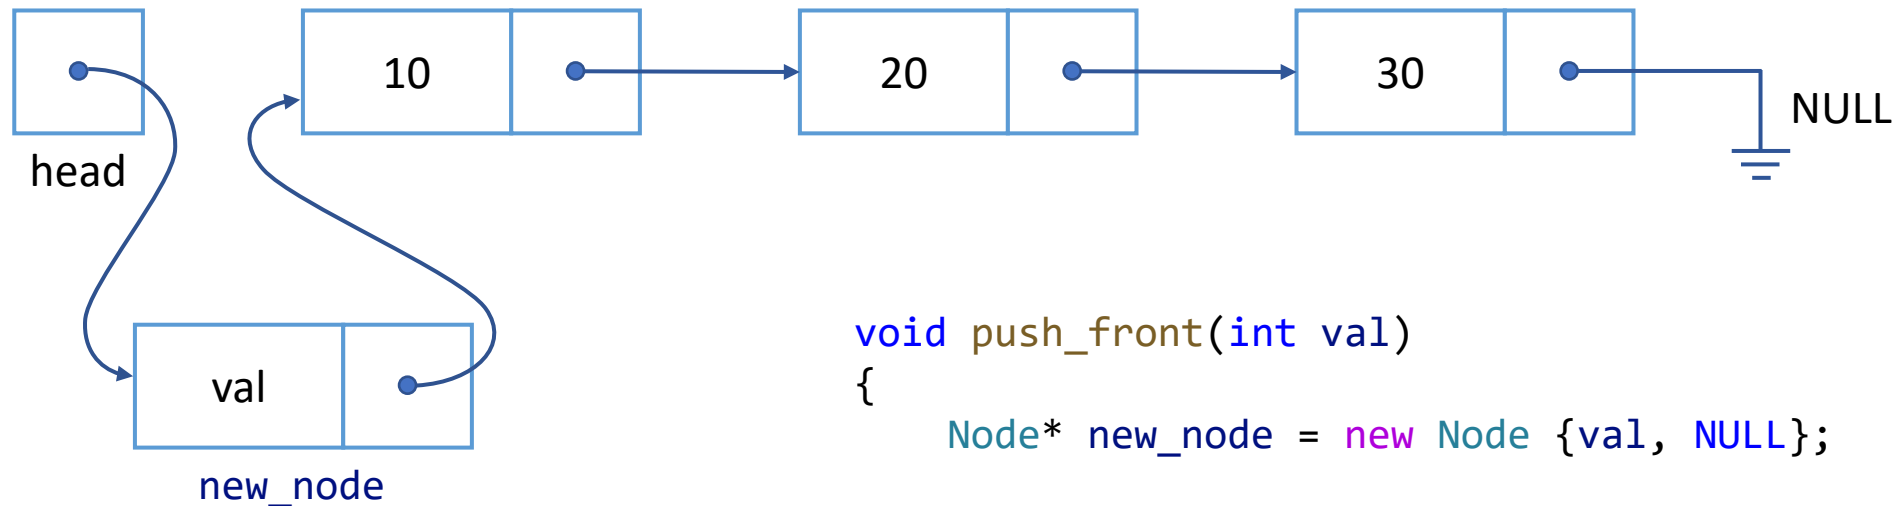 10
20
30
NULL
head
val
new_node
void push_front(int val)
{
    Node* new_node = new Node {val, NULL};